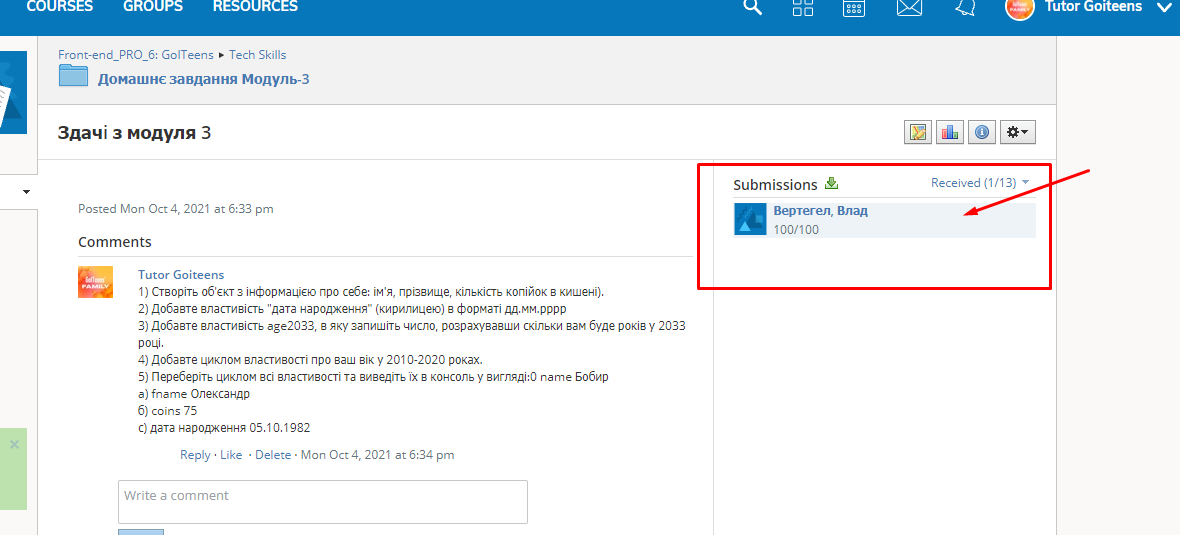 COURSES GROUPS RESOURCES
Tutor Goiteens
Front-end_PRO_6: GoITeens ▸ Tech Skills
Домашнє завдання Модуль-3
Здачі з модуля 3
Submissions
Received (1/13)
Вертегел, Влад
100/100
Posted Mon Oct 4, 2021 at 6:33 pm
Comments
GoITeens
FAMILY
Tutor Goiteens
1) Створіть об'єкт з інформацією про себе: ім'я, прізвище, кількість копійок в кишені).
2) Добавте властивість "дата народження" (кирилицею) в форматі дд.мм.рррр
3) Добавте властивість age2033, в яку запишіть число, розрахувавши скільки вам буде років у 2033
році.
4) Добавте циклом властивості про ваш вік у 2010-2020 роках.
5) Переберіть циклом всі властивості та виведіть їх в консоль у вигляді:0 name Бобир
а) fname Олександр
б) coins 75
с) дата народження 05.10.1982
Reply · Like · Delete · Mon Oct 4, 2021 at 6:34 pm
Write a comment